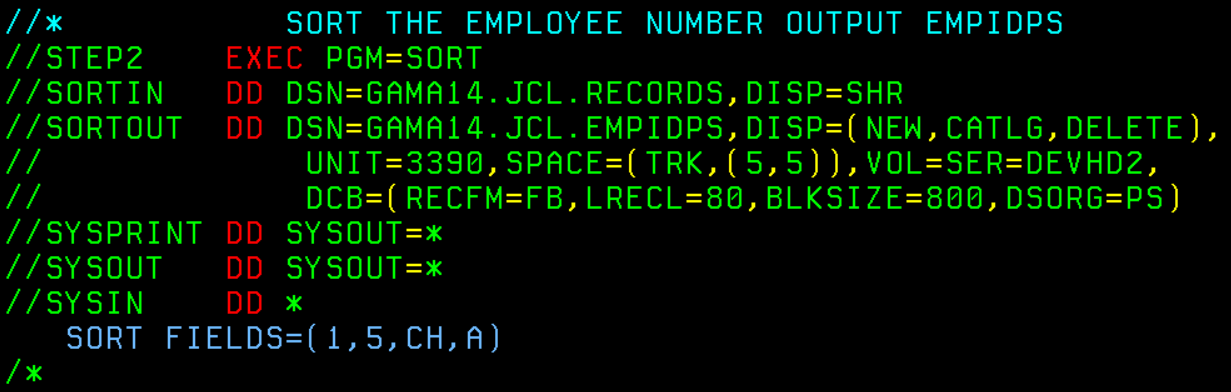 //*           SORT THE EMPLOYEE NUMBER OUTPUT EMPIDPS
//STEP2    EXEC PGM=SORT
//SORTIN   DD DSN=GAMA14.JCL.RECORDS,DISP=SHR
//SORTOUT  DD DSN=GAMA14.JCL.EMPIDPS,DISP=(NEW,CATLG,DELETE),
//             UNIT=3390,SPACE=(TRK,(5,5)),VOL=SER=DEVHD2,
//             DCB=(RECFM=FB,LRECL=80,BLKSIZE=800,DSORG=PS)
//SYSPRINT DD SYSOUT=*
//SYSOUT   DD SYSOUT=*
//SYSIN    DD *
   SORT FIELDS=(1,5,CH,A)
/*